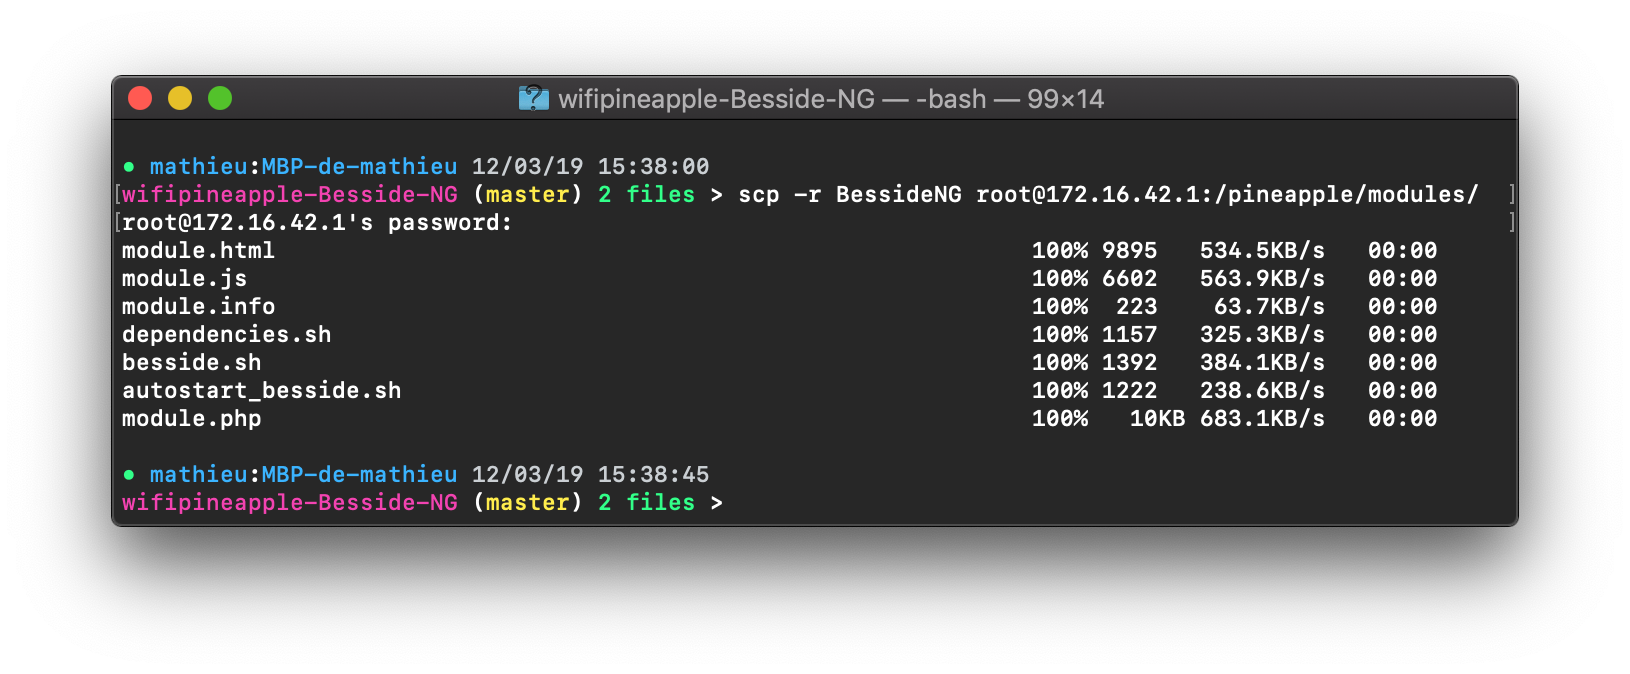 wifipineapple-Besside-NG — -bash — 99×14
● mathieu:MBP-de-mathieu 12/03/19 15:38:00
[wifipineapple-Besside-NG (master) 2 files > scp -r BessideNG root@172.16.42.1:/pineapple/modules/ ]
[root@172.16.42.1's password: ]
module.html 100% 9895 534.5KB/s 00:00
module.js 100% 6602 563.9KB/s 00:00
module.info 100% 223 63.7KB/s 00:00
dependencies.sh 100% 1157 325.3KB/s 00:00
besside.sh 100% 1392 384.1KB/s 00:00
autostart_besside.sh 100% 1222 238.6KB/s 00:00
module.php 100% 10KB 683.1KB/s 00:00
● mathieu:MBP-de-mathieu 12/03/19 15:38:45
wifipineapple-Besside-NG (master) 2 files >